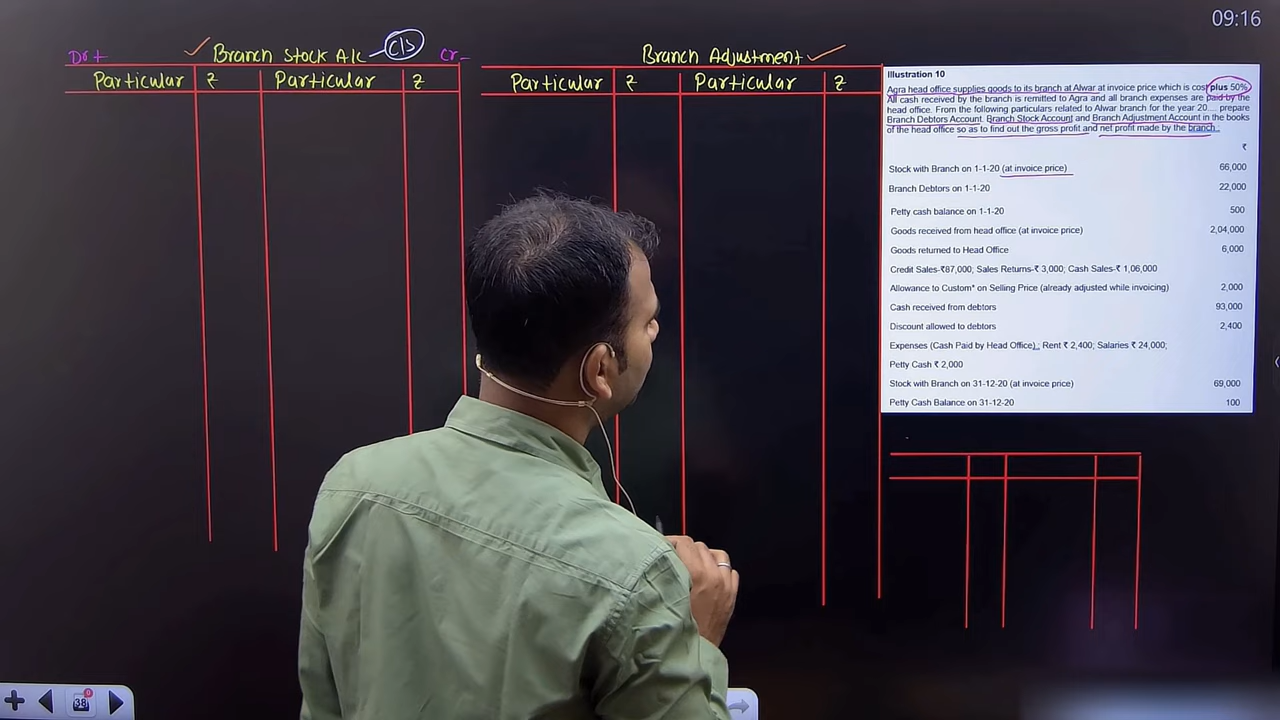 09:16
Dr + Branch Stock A/c C/S Cr -
Particular ₹ Particular ₹
Branch Adjustment
Particular ₹ Particular ₹
Illustration 10
Agra head office supplies goods to its branch at Alwar at invoice price which is cost plus 50%.
All cash received by the branch is remitted to Agra and all branch expenses are paid by the
head office. From the following particulars related to Alwar branch for the year 20.... prepare
Branch Debtors Account, Branch Stock Account and Branch Adjustment Account in the books
of the head office so as to find out the gross profit and net profit made by the branch :
₹
Stock with Branch on 1-1-20 (at invoice price) 66,000
Branch Debtors on 1-1-20 22,000
Petty cash balance on 1-1-20 500
Goods received from head office (at invoice price) 2,04,000
Goods returned to Head Office 6,000
Credit Sales-₹87,000; Sales Returns-₹ 3,000; Cash Sales-₹ 1,06,000
Allowance to Custom* on Selling Price (already adjusted while invoicing) 2,000
Cash received from debtors 93,000
Discount allowed to debtors 2,400
Expenses (Cash Paid by Head Office) : Rent ₹ 2,400; Salaries ₹ 24,000;
Petty Cash ₹ 2,000
Stock with Branch on 31-12-20 (at invoice price) 69,000
Petty Cash Balance on 31-12-20 100
38
0